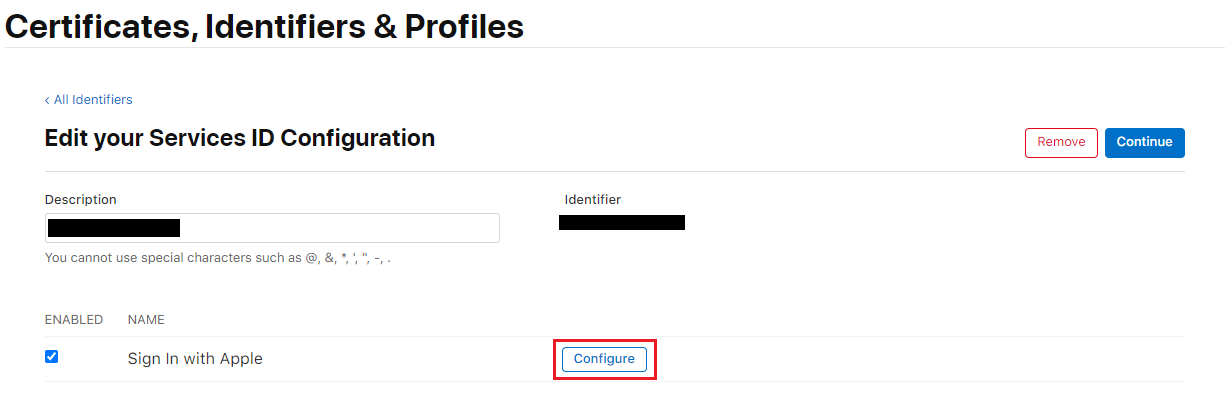 Certificates, Identifiers & Profiles
‹ All Identifiers
Edit your Services ID Configuration
Remove
Continue
Description
Identifier
You cannot use special characters such as @, &, *, ', ", -, .
ENABLED NAME
Sign In with Apple
Configure